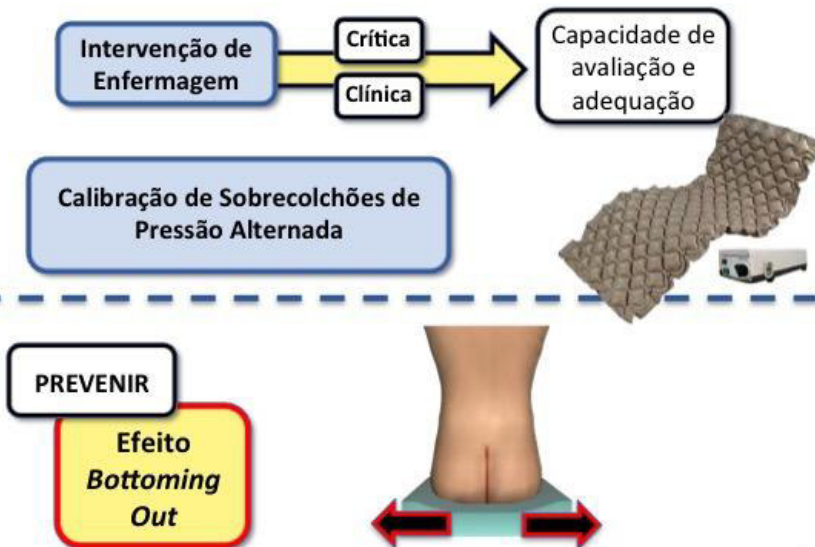 Intervenção de
Enfermagem
Crítica
Clínica
Capacidade de
avaliação e
adequação
Calibração de Sobrecolchões de
Pressão Alternada
PREVENIR
Efeito
Bottoming
Out